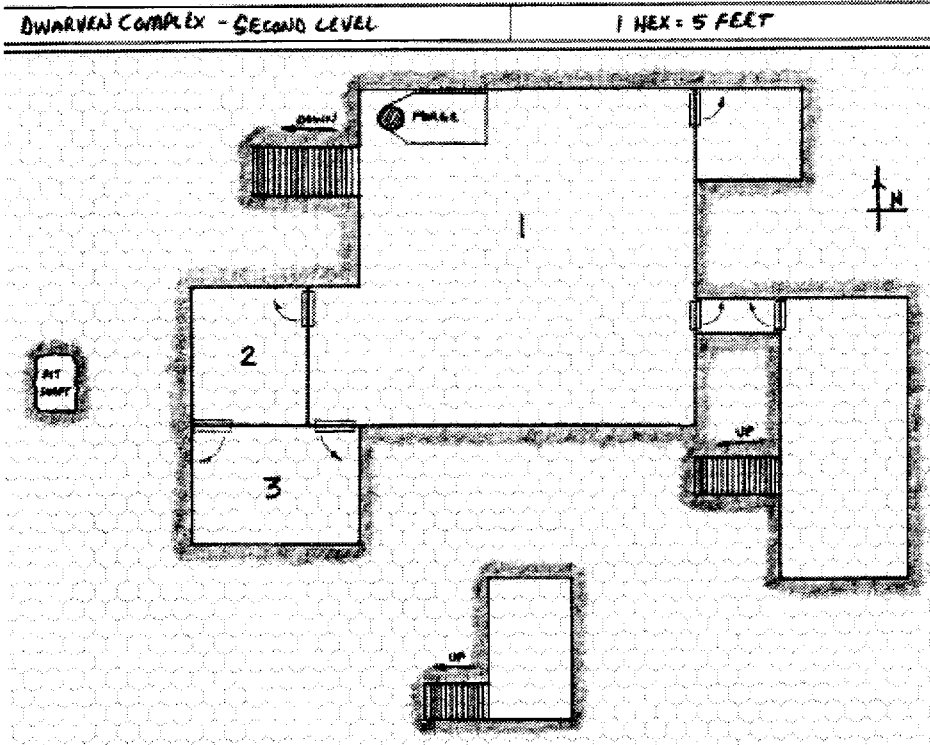 DWARVEN COMPLEX - SECOND LEVEL
1 HEX = 5 FEET
DOWN
FORGE
1
N
2
PIT
SHAFT
UP
3
UP